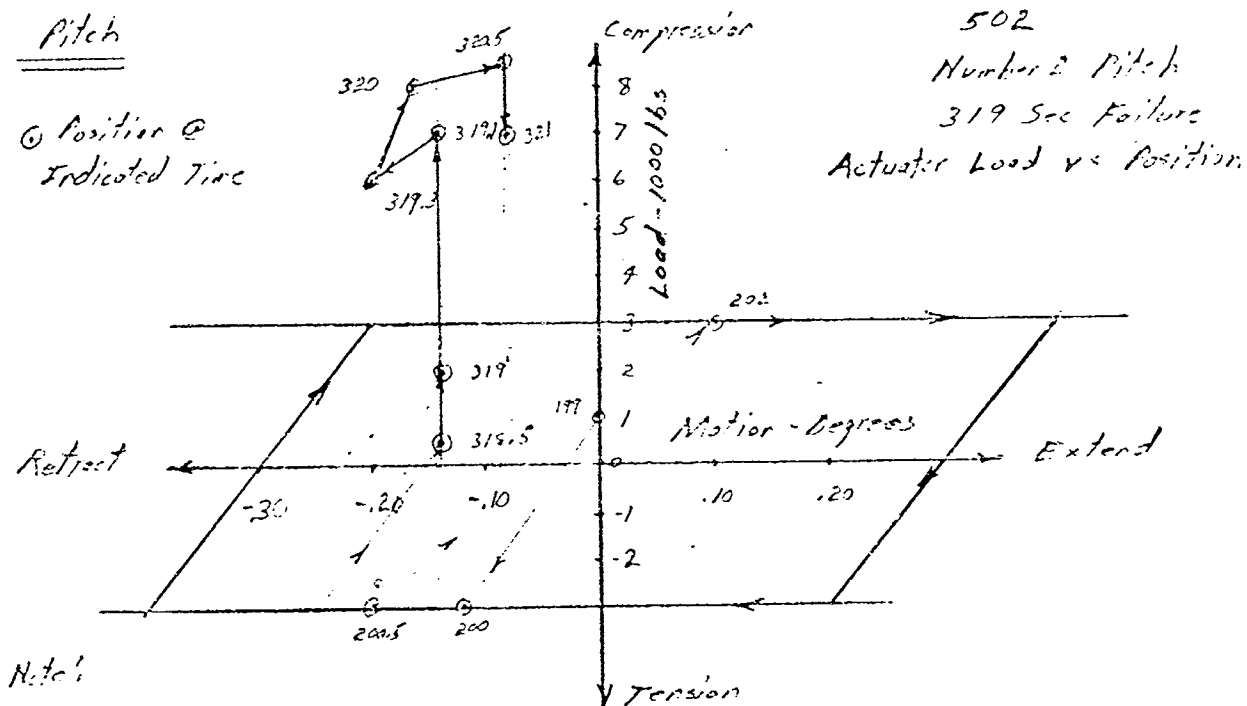 Pitch
⊙ Position @
Indicated Time
Compression
502
Number 2 Pitch
319 Sec Failure
Actuator Load vs Position
320.5
320
319.1
321
319.3
8
7
6
5
4
3
2
1
0
-1
-2
Load - 1000 lbs
319
318.5
199
200.5
200
Motion - Degrees
Retract
Extend
-.30
-.20
-.10
.10
.20
Tension
Note: